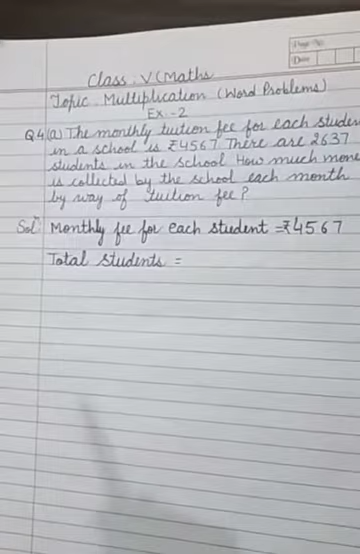 Page No.
Date
Class V (Maths
Topic. Multiplication (Word Problems)
Ex.-2
Q4(a) The monthly tuition fee for each studen
in a school is ₹4567 There are 2637
students in the school How much mone
is collected by the school each month
by way of tuition fee?
Solⁿ Monthly fee for each student =₹4567
Total students =